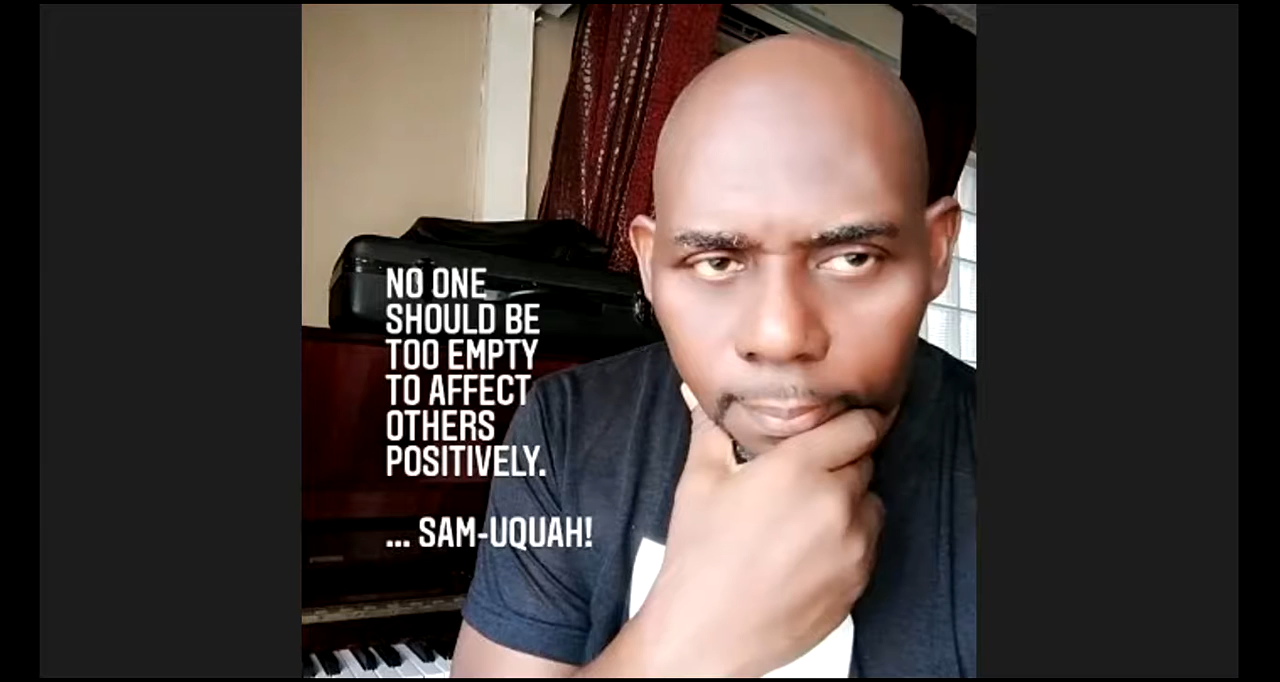 NO ONE
SHOULD BE
TOO EMPTY
TO AFFECT
OTHERS
POSITIVELY.
... SAM-UQUAH!